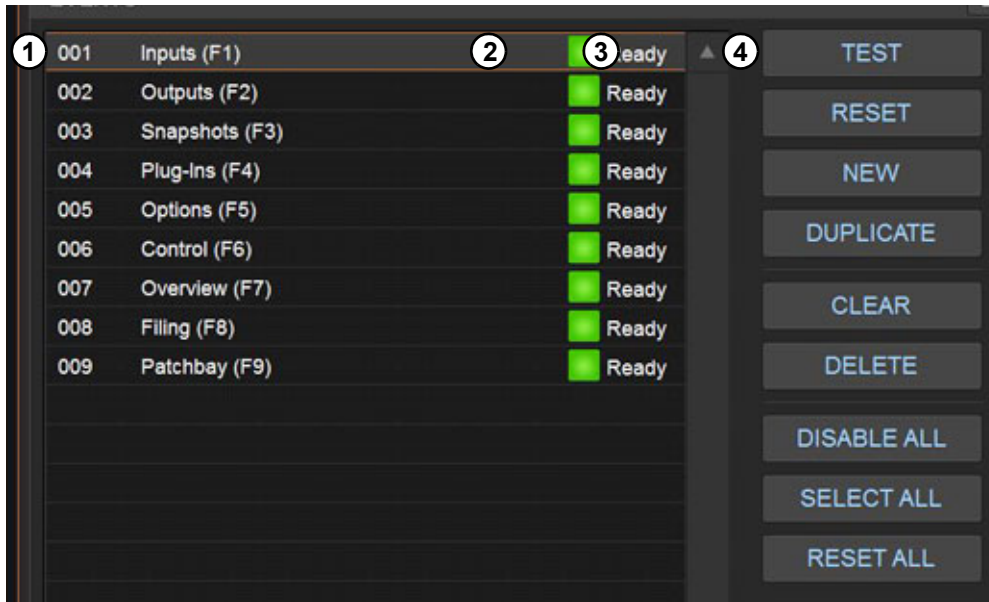 1 001 Inputs (F1) 2 3 eady 4
002 Outputs (F2) Ready
003 Snapshots (F3) Ready
004 Plug-Ins (F4) Ready
005 Options (F5) Ready
006 Control (F6) Ready
007 Overview (F7) Ready
008 Filing (F8) Ready
009 Patchbay (F9) Ready
TEST
RESET
NEW
DUPLICATE
CLEAR
DELETE
DISABLE ALL
SELECT ALL
RESET ALL